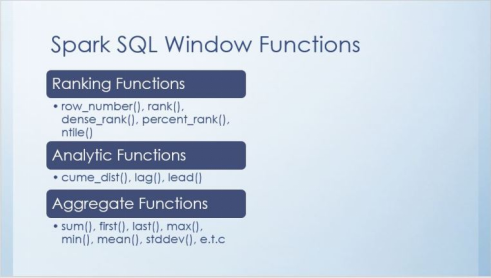 Spark SQL Window Functions
Ranking Functions
• row_number(), rank(),
dense_rank(), percent_rank(),
ntile()
Analytic Functions
• cume_dist(), lag(), lead()
Aggregate Functions
• sum(), first(), last(), max(),
min(), mean(), stddev(), e.t.c